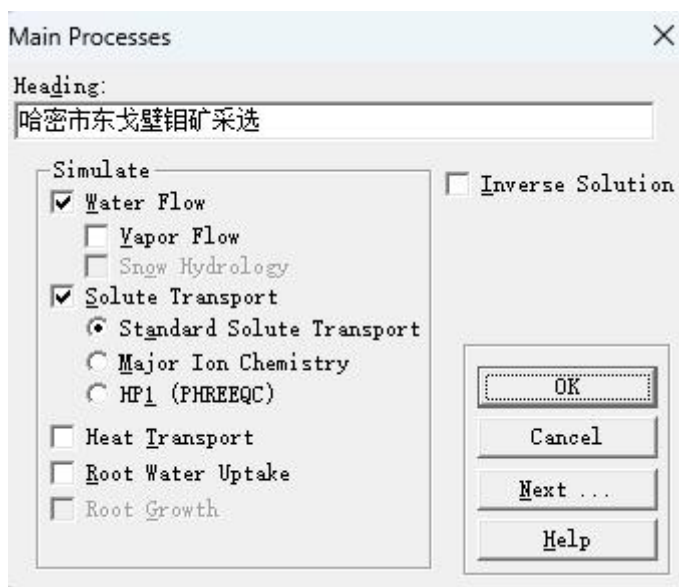 Main Processes
Heading:
哈密市东戈壁钼矿采选
Simulate
Water Flow
Vapor Flow
Snow Hydrology
Solute Transport
Standard Solute Transport
Major Ion Chemistry
HP1 (PHREEQC)
Heat Transport
Root Water Uptake
Root Growth
Inverse Solution
OK
Cancel
Next ...
Help